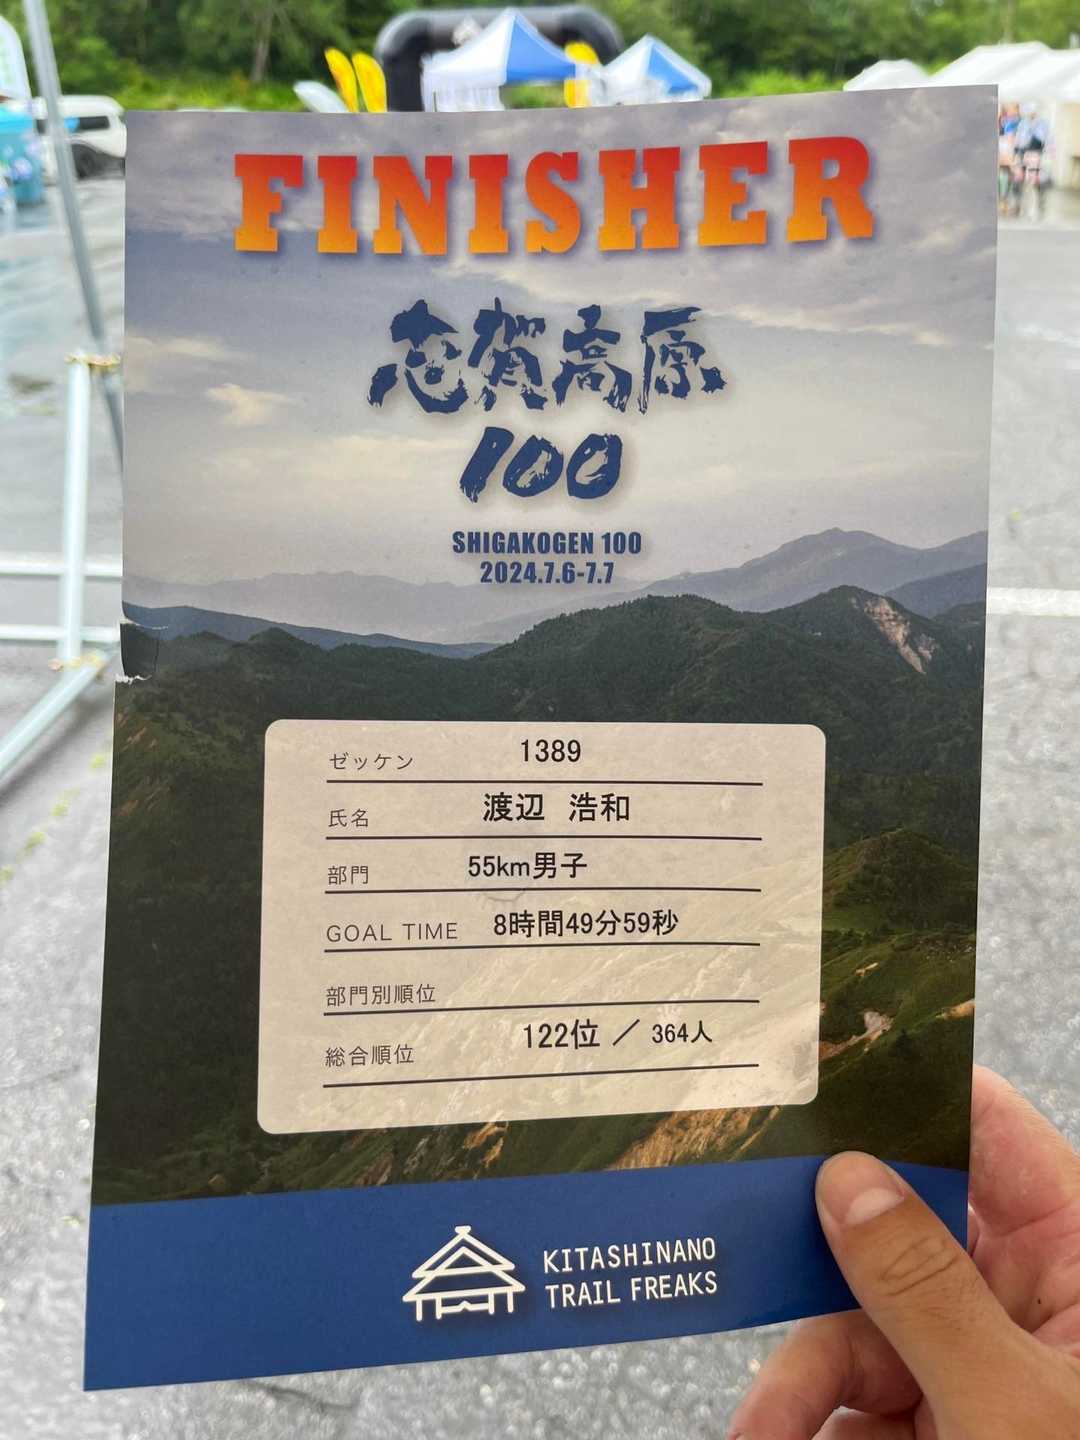 FINISHER
志賀高原
100
SHIGAKOGEN 100
2024.7.6-7.7
ゼッケン 1389
氏名 渡辺 浩和
部門 55km男子
GOAL TIME 8時間49分59秒
部門別順位
総合順位 122位 ／ 364人
KITASHINANO
TRAIL FREAKS